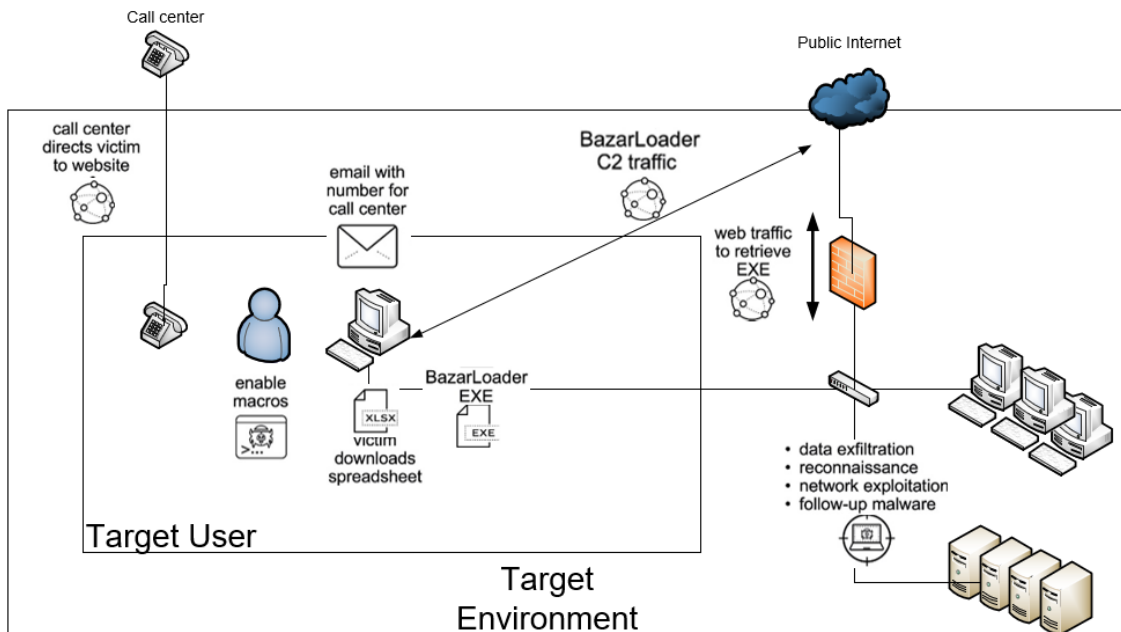 Call center
Public Internet
call center
directs victim
to website
email with
number for
call center
BazarLoader
C2 traffic
web traffic
to retrieve
EXE
enable
macros
>...
XLSX
victim
downloads
spreadsheet
BazarLoader
EXE
EXE
• data exfiltration
• reconnaissance
• network exploitation
• follow-up malware
Target User
Target
Environment